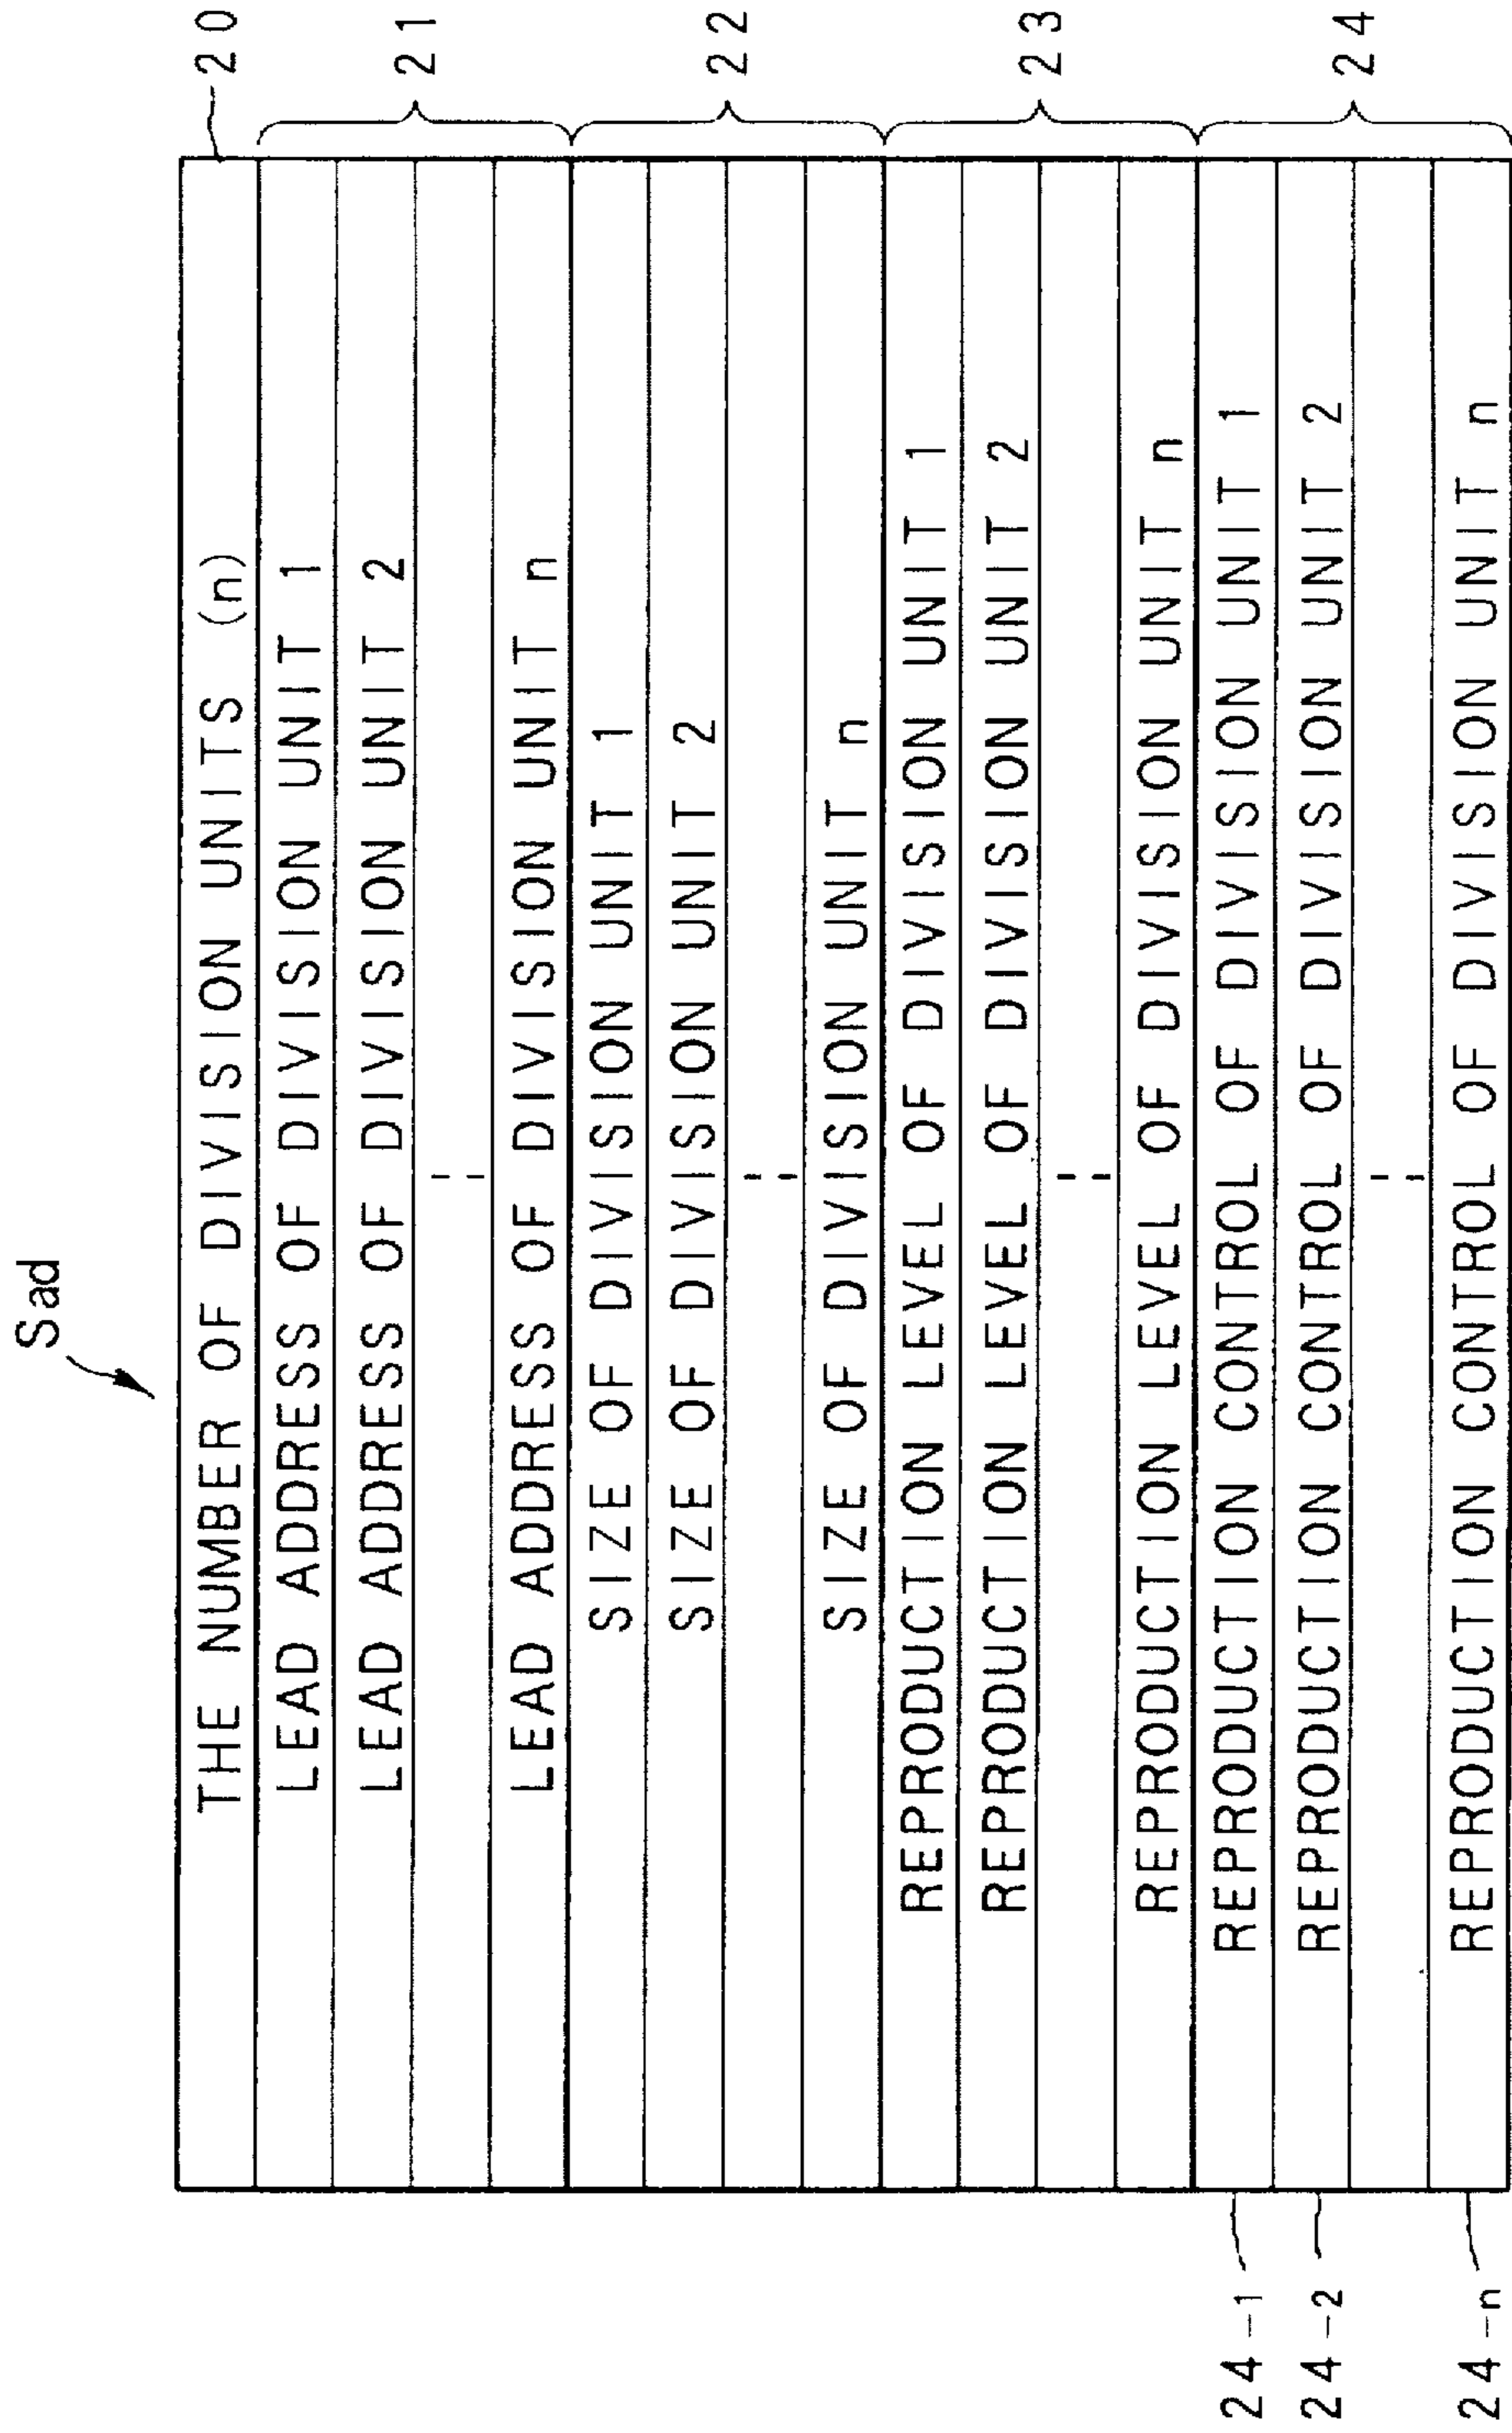 Sad
THE NUMBER OF DIVISION UNITS (n) 20
LEAD ADDRESS OF DIVISION UNIT 1
LEAD ADDRESS OF DIVISION UNIT 2
21
LEAD ADDRESS OF DIVISION UNIT n
SIZE OF DIVISION UNIT 1
SIZE OF DIVISION UNIT 2
22
SIZE OF DIVISION UNIT n
REPRODUCTION LEVEL OF DIVISION UNIT 1
REPRODUCTION LEVEL OF DIVISION UNIT 2
23
REPRODUCTION LEVEL OF DIVISION UNIT n
24-1 REPRODUCTION CONTROL OF DIVISION UNIT 1
24-2 REPRODUCTION CONTROL OF DIVISION UNIT 2
24
24-n REPRODUCTION CONTROL OF DIVISION UNIT n